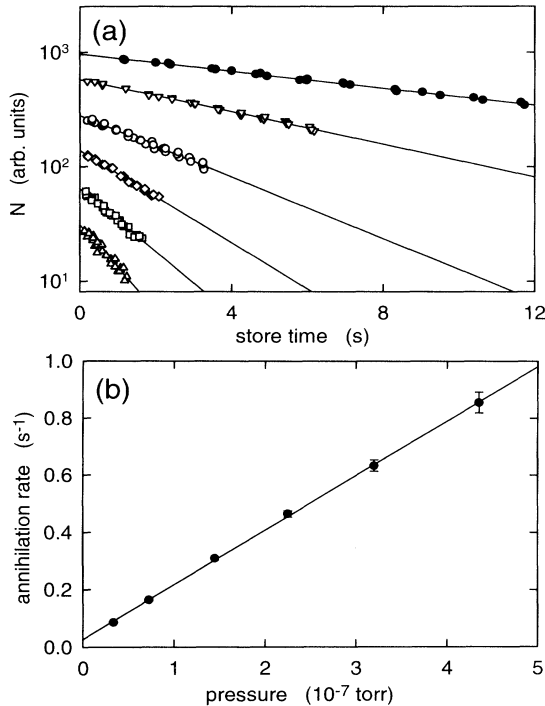 (a)
10³
10²
10¹
N (arb. units)
0 4 8 12
store time (s)
(b)
1.0
0.8
0.6
0.4
0.2
0.0
annihilation rate (s⁻¹)
0 1 2 3 4 5
pressure (10⁻⁷ torr)